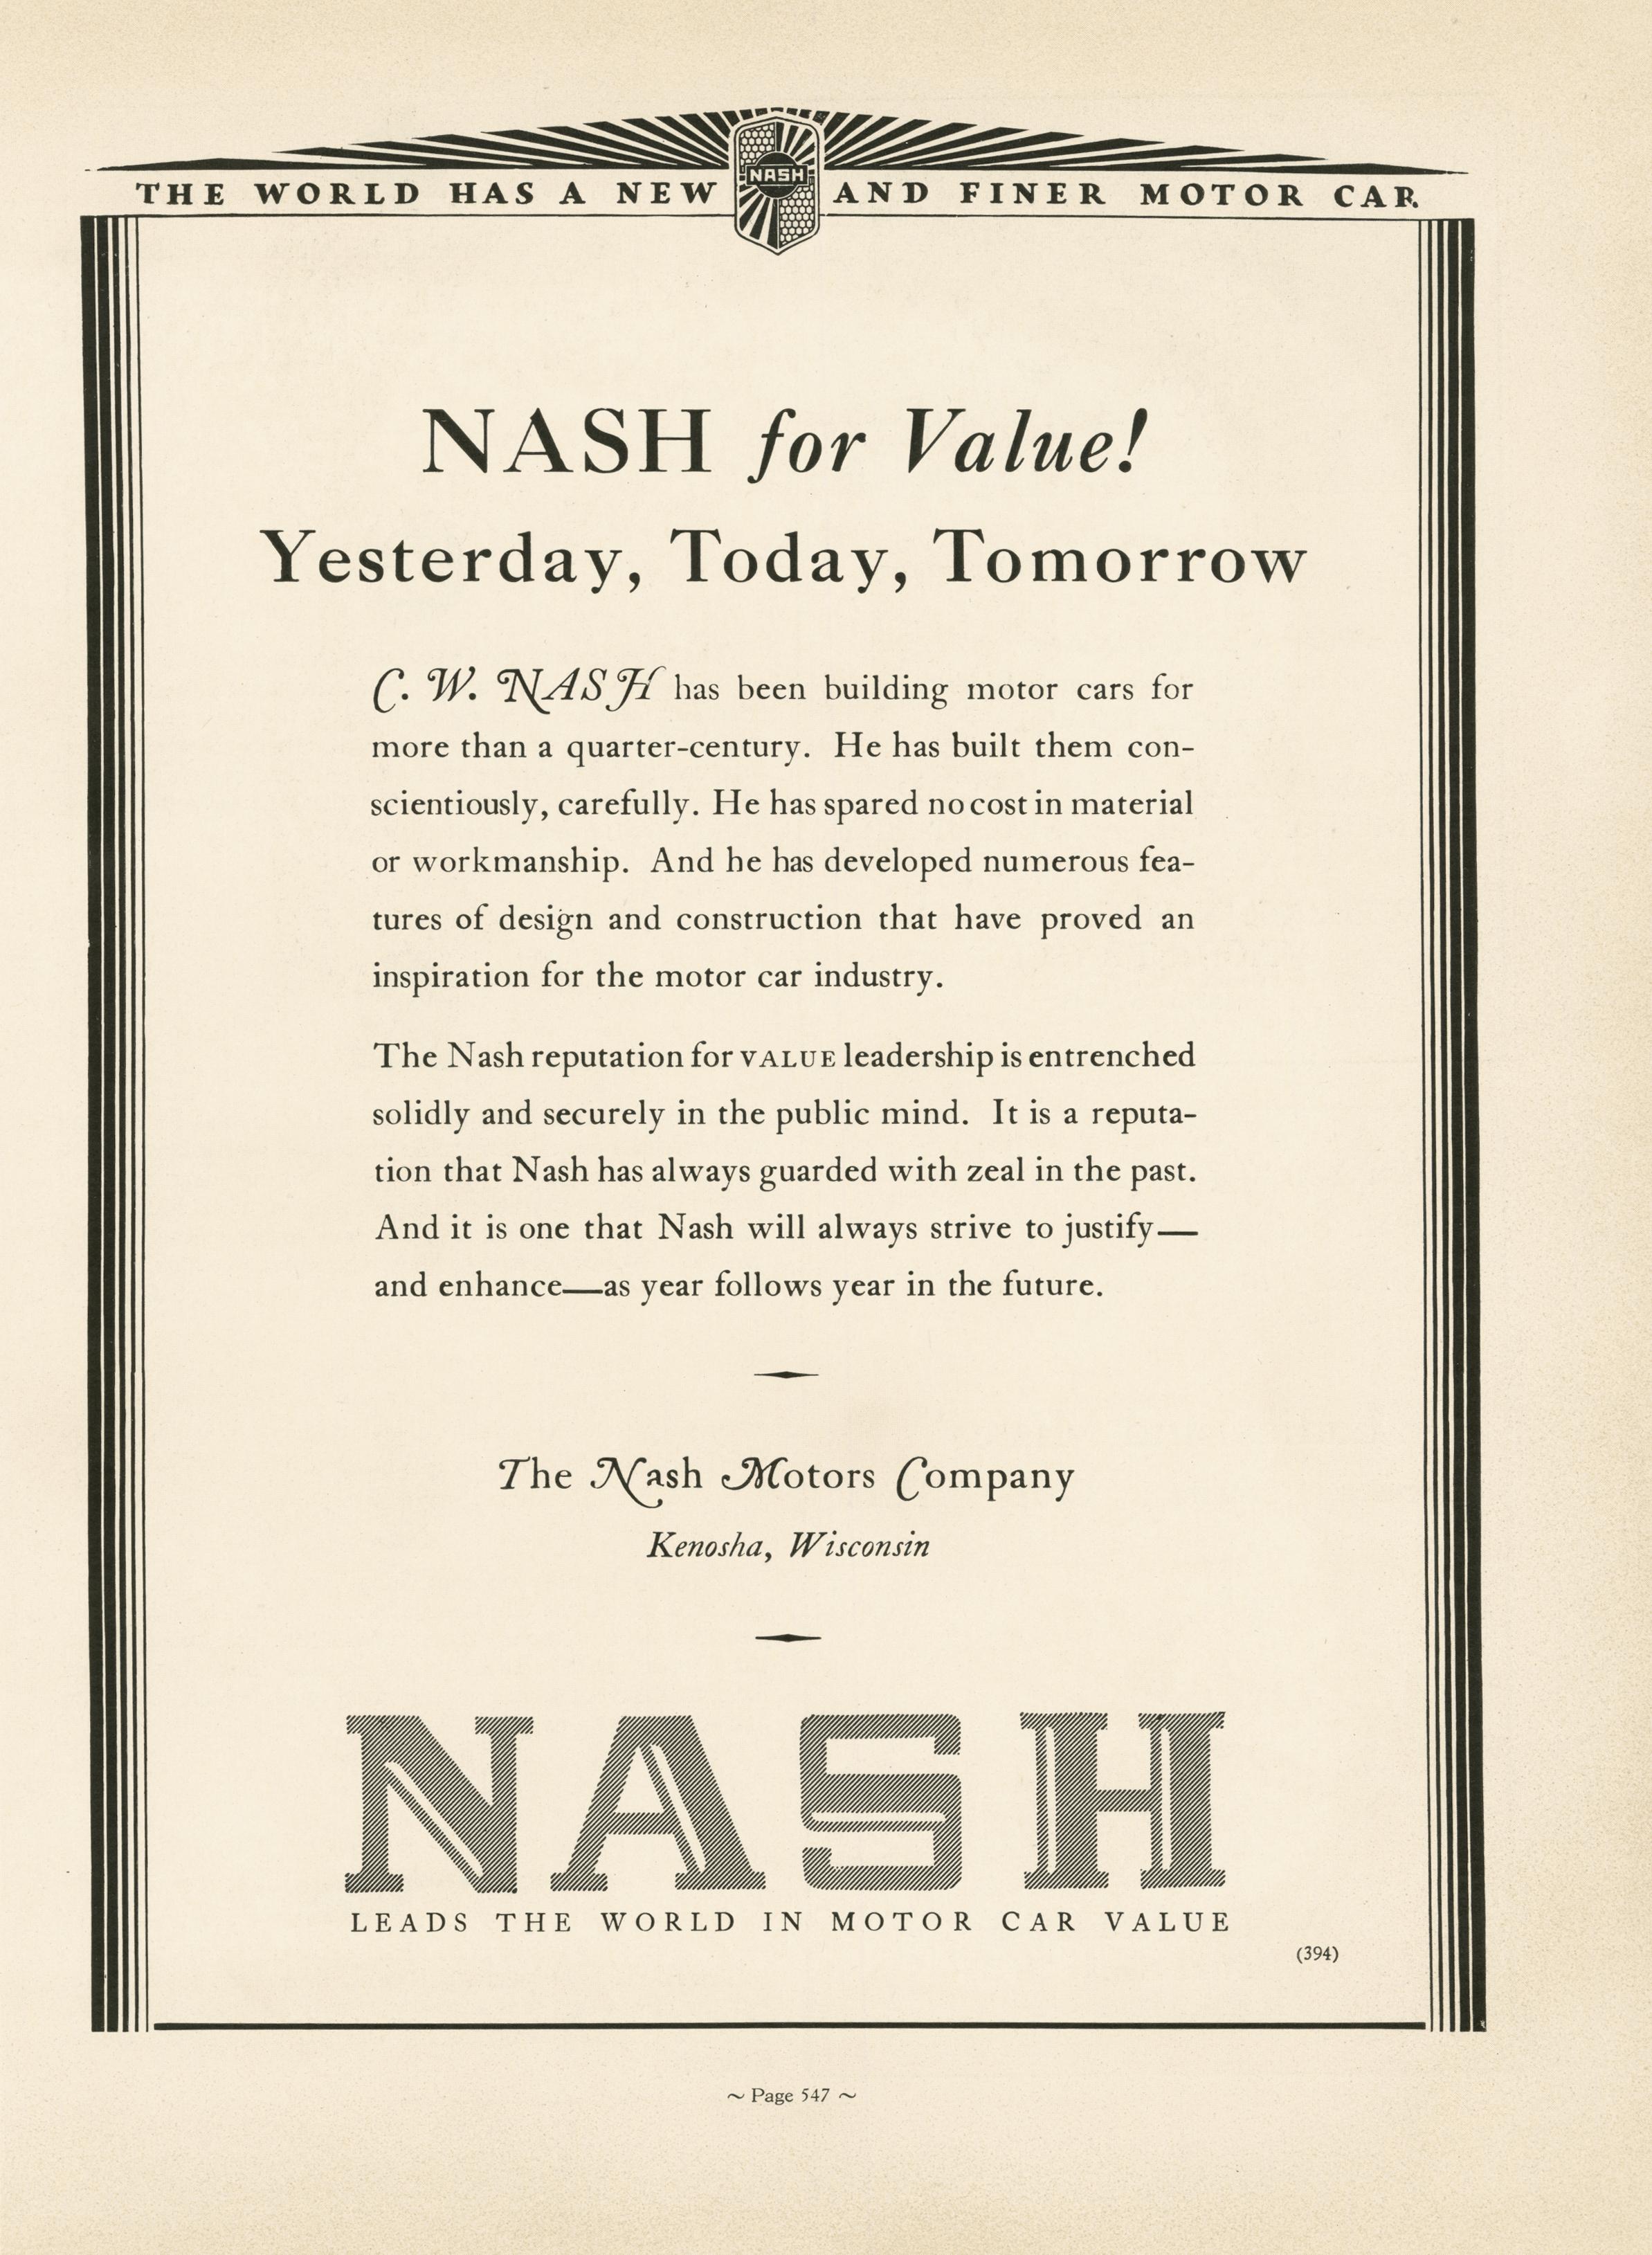 THE WORLD HAS A NEW NASH AND FINER MOTOR CAR.
NASH for Value!
Yesterday, Today, Tomorrow
C. W. NASH has been building motor cars for
more than a quarter-century. He has built them con-
scientiously, carefully. He has spared no cost in material
or workmanship. And he has developed numerous fea-
tures of design and construction that have proved an
inspiration for the motor car industry.
The Nash reputation for VALUE leadership is entrenched
solidly and securely in the public mind. It is a reputa-
tion that Nash has always guarded with zeal in the past.
And it is one that Nash will always strive to justify—
and enhance—as year follows year in the future.
The Nash Motors Company
Kenosha, Wisconsin
NASH
LEADS THE WORLD IN MOTOR CAR VALUE
(394)
~ Page 547 ~